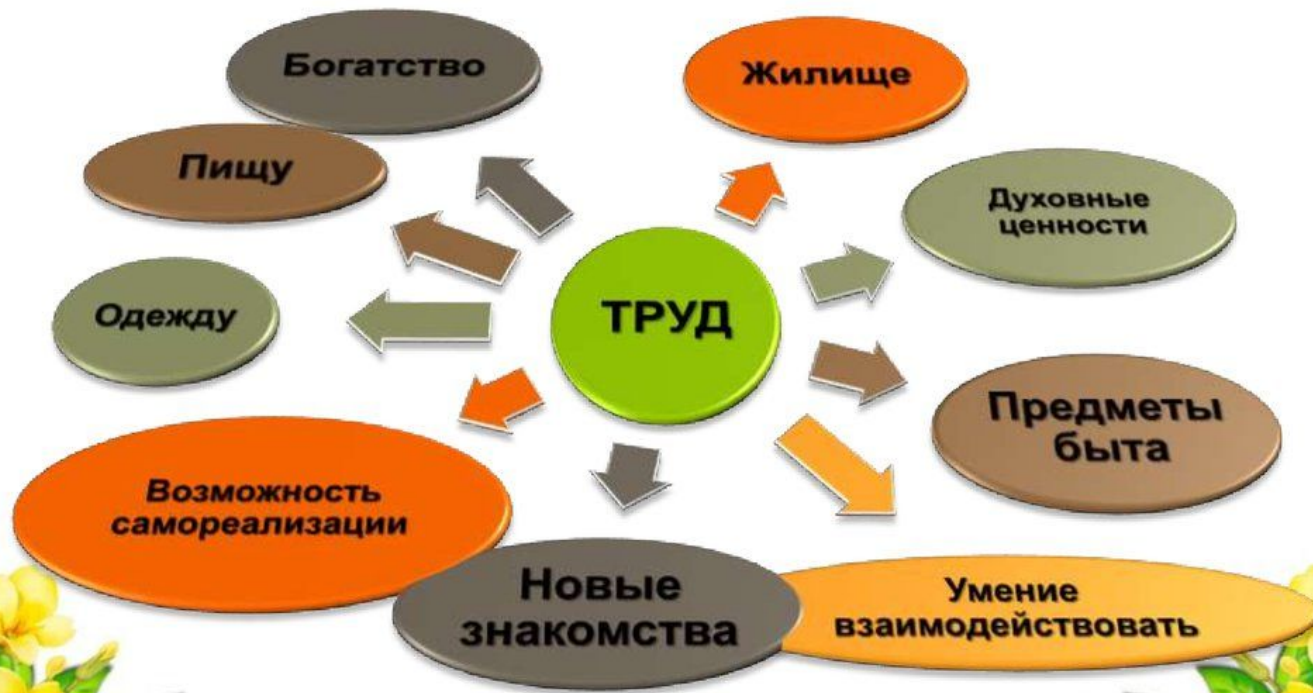 Богатство
Жилище
Пищу
Духовные
ценности
Одежду
ТРУД
Предметы
быта
Возможность
самореализации
Новые
знакомства
Умение
взаимодействовать